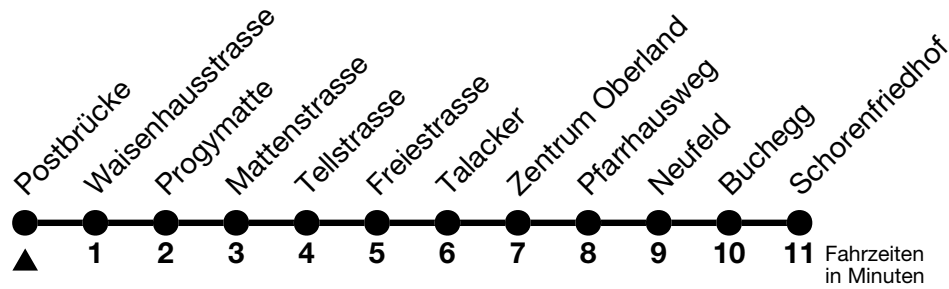 Postbrücke
Waisenhausstrasse
Progymatte
Mattenstrasse
Tellstrasse
Freiestrasse
Talacker
Zentrum Oberland
Pfarrhausweg
Neufeld
Buchegg
Schorenfriedhof
1 2 3 4 5 6 7 8 9 10 11 Fahrzeiten
in Minuten